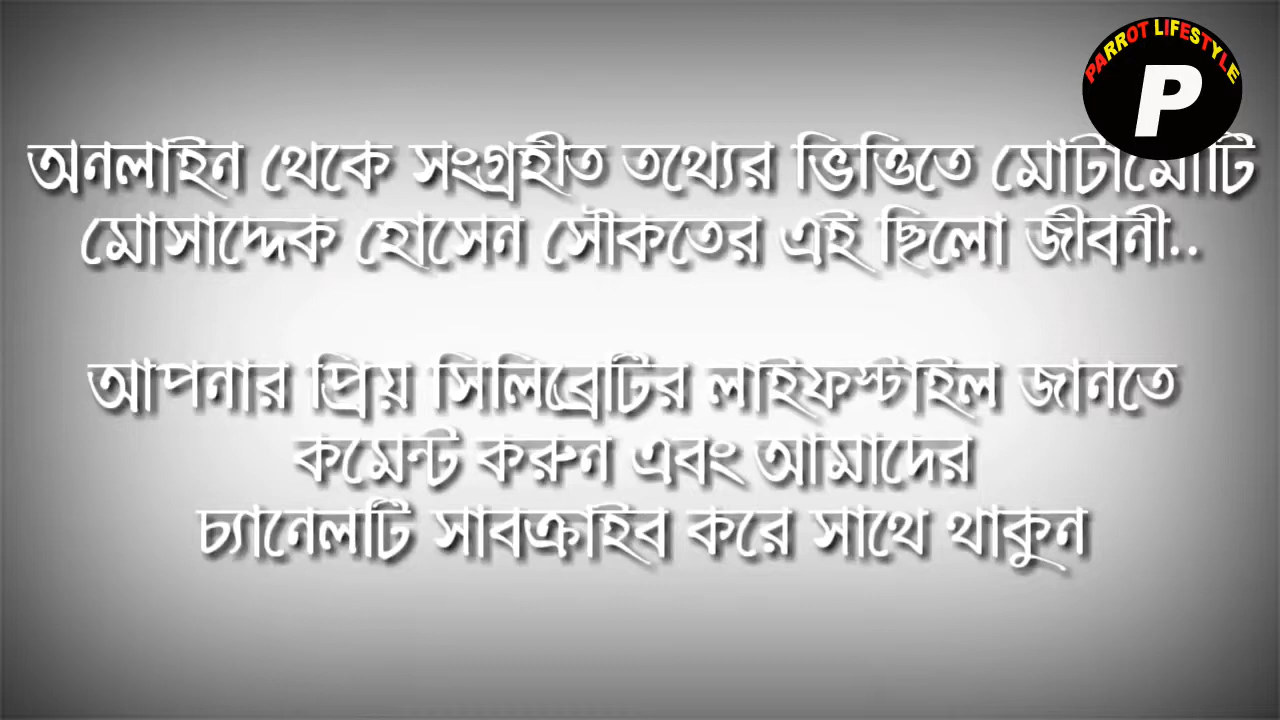 PARROT LIFESTYLE
P
অনলাইন থেকে সংগ্রহীত তথ্যের ভিত্তিতে মোটামোটি
মোসাদ্দেক হোসেন সৌকতের এই ছিলো জীবনী..
আপনার প্রিয় সিলিব্রেটির লাইফস্টাইল জানতে
কমেন্ট করুন এবং আমাদের
চ্যানেলটি সাবক্রাইব করে সাথে থাকুন